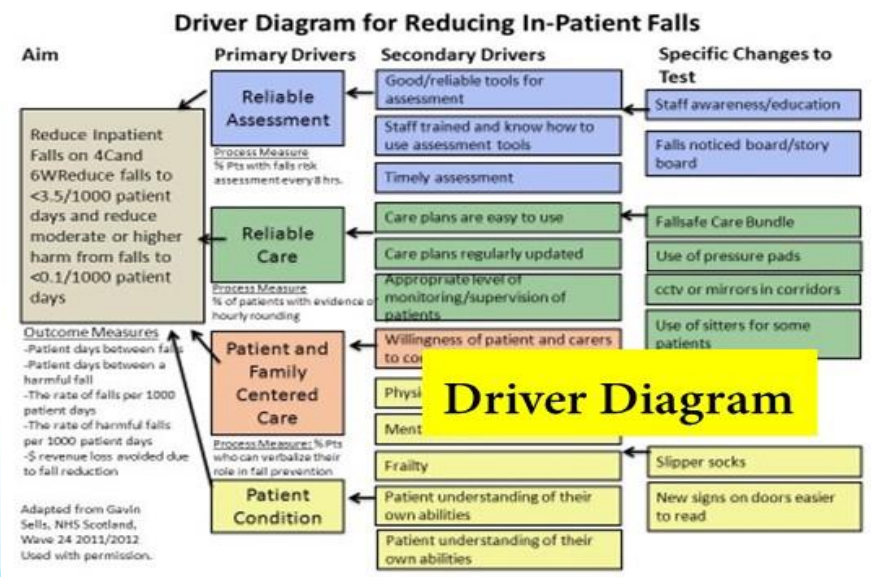 Driver Diagram for Reducing In-Patient Falls
Aim
Primary Drivers
Secondary Drivers
Specific Changes to
Test
Reduce Inpatient
Falls on 4Cand
6WReduce falls to
<3.5/1000 patient
days and reduce
moderate or higher
harm from falls to
<0.1/1000 patient
days
Outcome Measures
-Patient days between falls
-Patient days between a
harmful fall
-The rate of falls per 1000
patient days
-The rate of harmful falls
per 1000 patient days
-$ revenue loss avoided due
to fall reduction
Adapted from Gavin
Sells, NHS Scotland,
Wave 24 2011/2012
Used with permission.
Reliable
Assessment
Process Measure
% Pts with falls risk
assessment every 8 hrs.
Reliable
Care
Process Measure
% of patients with evidence of
hourly rounding
Patient and
Family
Centered
Care
Process Measure: % Pts
who can verbalize their
role in fall prevention
Patient
Condition
Good/reliable tools for
assessment
Staff trained and know how to
use assessment tools
Timely assessment
Care plans are easy to use
Care plans regularly updated
Appropriate level of
monitoring/supervision of
patients
Willingness of patient and carers
to
Frailty
Patient understanding of their
own abilities
Patient understanding of their
own abilities
Staff awareness/education
Falls noticed board/story
board
Fallsafe Care Bundle
Use of pressure pads
cctv or mirrors in corridors
Use of sitters for some
patients
Driver Diagram
Slipper socks
New signs on doors easier
to read